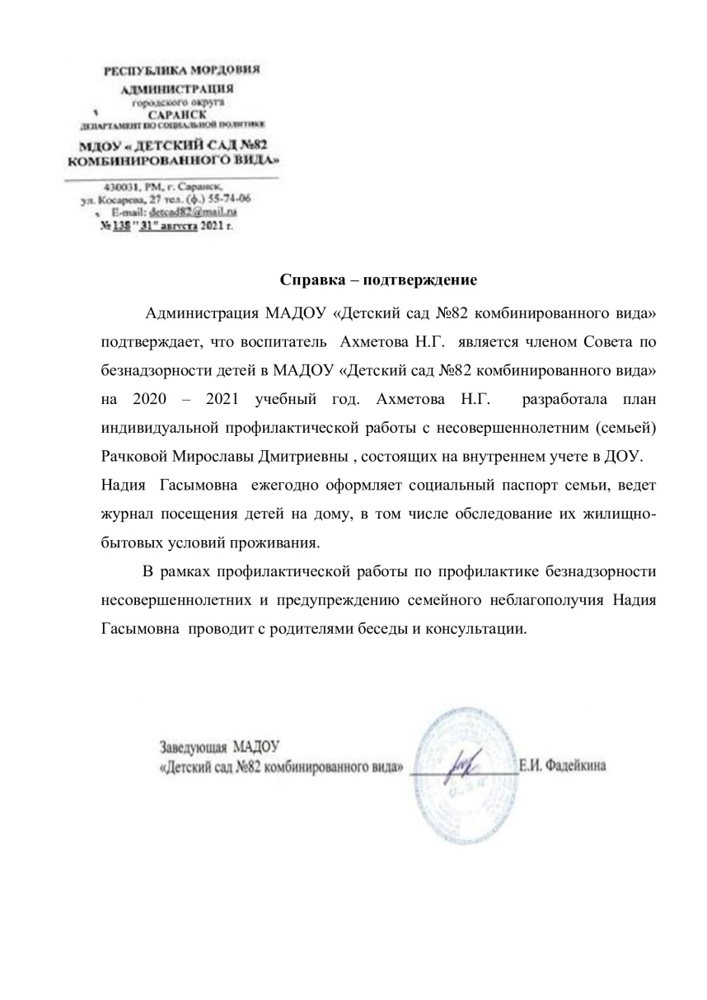 РЕСПУБЛИКА МОРДОВИЯ
АДМИНИСТРАЦИЯ
городского округа
САРАНСК
ДЕПАРТАМЕНТ ПО СОЦИАЛЬНОЙ ПОЛИТИКЕ
МДОУ « ДЕТСКИЙ САД №82
КОМБИНИРОВАННОГО ВИДА»
430031, РМ, г. Саранск,
ул. Косарева, 27 тел. (ф.) 55-74-06
E-mail: detcad82@mail.ru
№ 138 " 31" августа 2021 г.
Справка – подтверждение
Администрация МАДОУ «Детский сад №82 комбинированного вида»
подтверждает, что воспитатель Ахметова Н.Г. является членом Совета по
безнадзорности детей в МАДОУ «Детский сад №82 комбинированного вида»
на 2020 – 2021 учебный год. Ахметова Н.Г. разработала план
индивидуальной профилактической работы с несовершеннолетним (семьей)
Рачковой Мирославы Дмитриевны , состоящих на внутреннем учете в ДОУ.
Надия Гасымовна ежегодно оформляет социальный паспорт семьи, ведет
журнал посещения детей на дому, в том числе обследование их жилищно-
бытовых условий проживания.
В рамках профилактической работы по профилактике безнадзорности
несовершеннолетних и предупреждению семейного неблагополучия Надия
Гасымовна проводит с родителями беседы и консультации.
Заведующая МАДОУ
«Детский сад №82 комбинированного вида» Е.И. Фадейкина